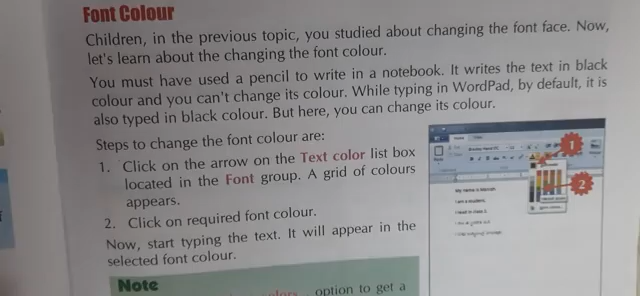 Font Colour
Children, in the previous topic, you studied about changing the font face. Now,
let's learn about the changing the font colour.
You must have used a pencil to write in a notebook. It writes the text in black
colour and you can't change its colour. While typing in WordPad, by default, it is
also typed in black colour. But here, you can change its colour.
Steps to change the font colour are:
1. Click on the arrow on the Text color list box
located in the Font group. A grid of colours
appears.
2. Click on required font colour.
Now, start typing the text. It will appear in the
selected font colour.
1
2
I am a student.
Note
option to get a